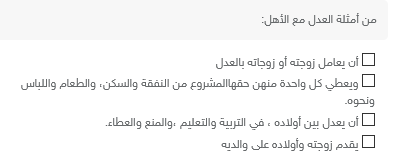 من أمثلة العدل مع الأهل:
أن يعامل زوجته أو زوجاته بالعدل
ويعطي كل واحدة منهن حقهاالمشروع من النفقة والسكن، والطعام واللباس
ونحوه.
أن يعدل بين أولاده ، في التربية والتعليم ،والمنع والعطاء.
يقدم زوجته وأولاده على والديه